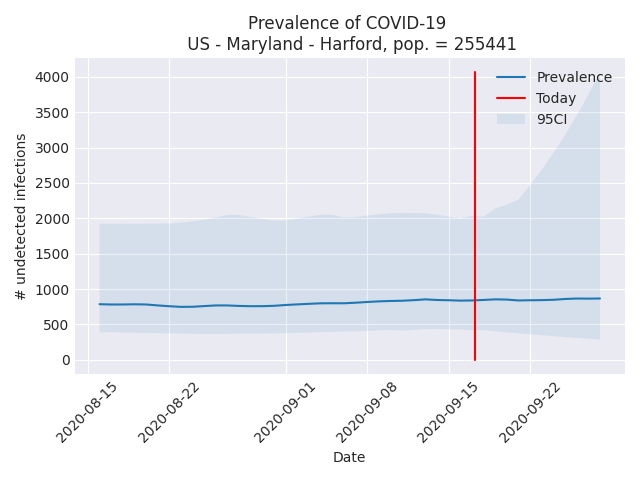 Prevalence of COVID-19
US - Maryland - Harford, pop. = 255441
Prevalence
Today
95CI
4000
3500
3000
2500
2000
1500
1000
500
0
# undetected infections
2020-08-15
2020-08-22
2020-09-01
2020-09-08
2020-09-15
2020-09-22
Date